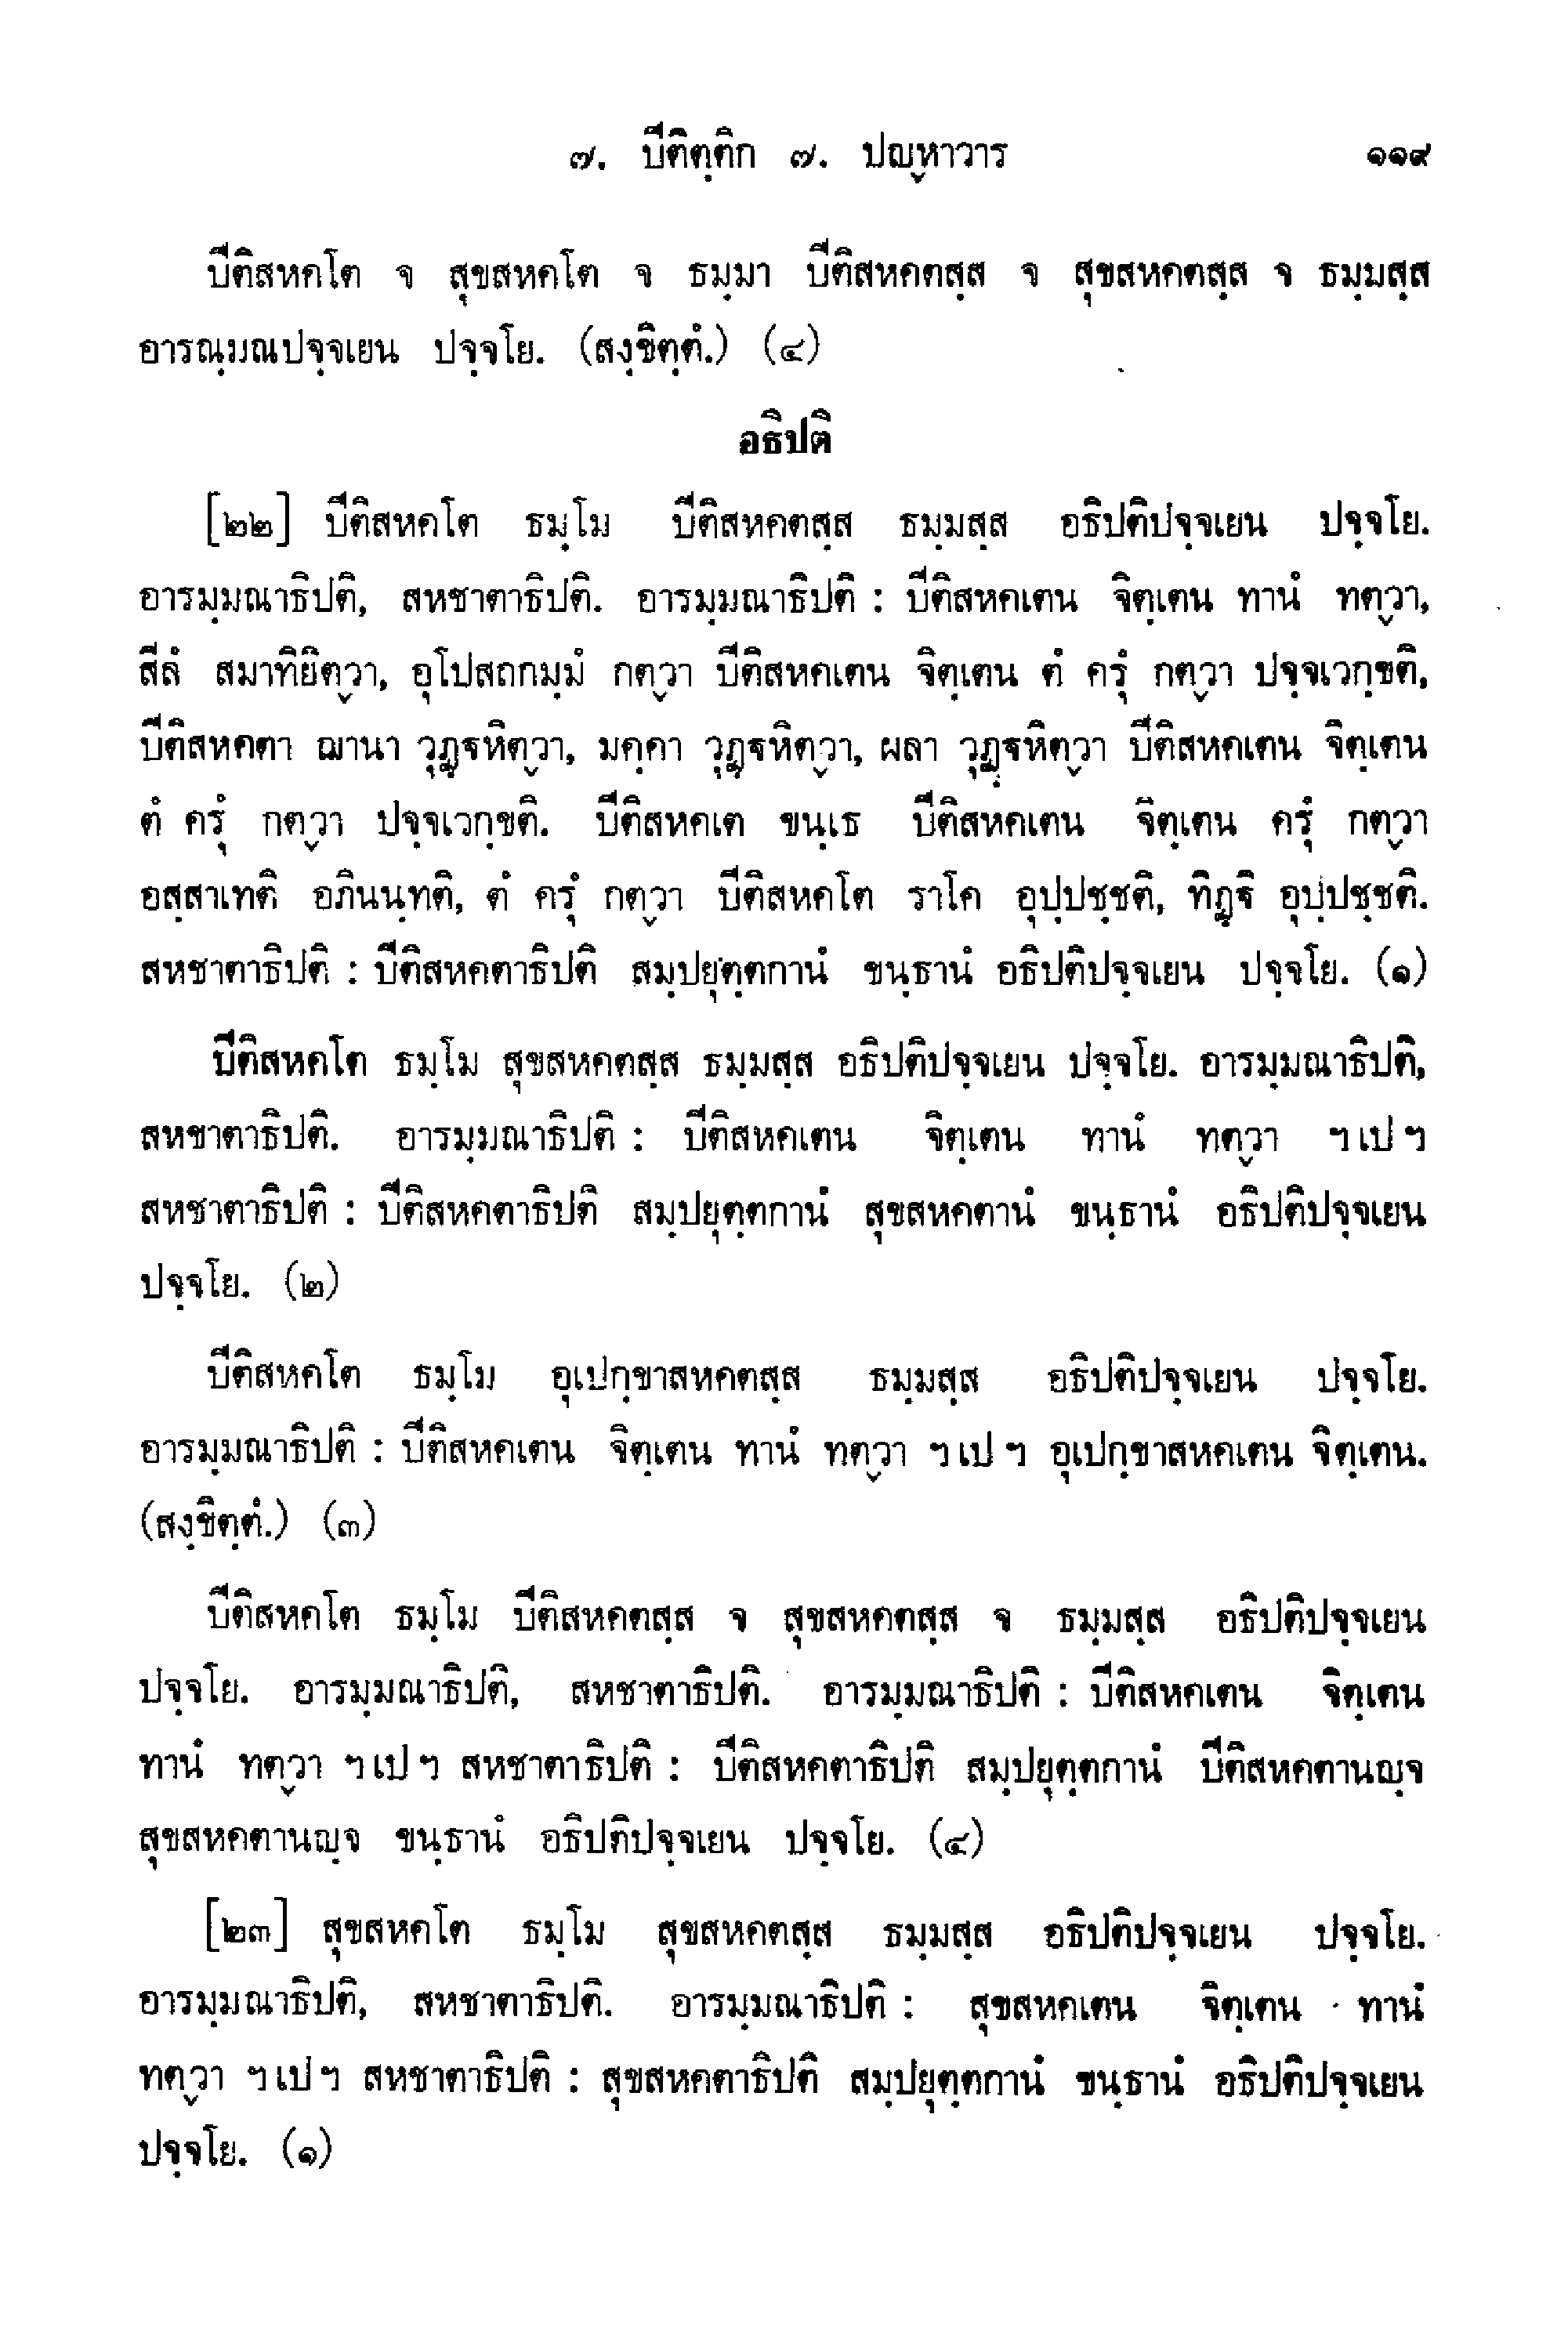 ๗. ปีติตฺติก ๗. ปญฺหาวาร ๑๑๙
ปีติสหคโต จ สุขสหคโต จ ธมฺมา ปีติสหคตสฺส จ สุขสหคตสฺส จ ธมฺมสฺส
อารณฺมณปจฺจเยน ปจฺจโย. (สงฺขิตฺตํ.) (๔)
อธิปติ
[๒๒] ปีติสหคโต ธมฺโม ปีติสหคตสฺส ธมฺมสฺส อธิปติปจฺจเยน ปจฺจโย.
อารมฺมณาธิปติ, สหชาตาธิปติ. อารมฺมณาธิปติ : ปีติสหคเตน จิตฺเตน ทานํ ทตฺวา,
สีลํ สมาทิยิตฺวา, อุโปสถกมฺมํ กตฺวา ปีติสหคเตน จิตฺเตน ตํ ครุํ กตฺวา ปจฺจเวกฺขติ,
ปีติสหคตา ฌานา วุฏฺฐหิตฺวา, มคฺคา วุฏฺฐหิตฺวา, ผลา วุฏฺฐหิตฺวา ปีติสหคเตน จิตฺเตน
ตํ ครุํ กตฺวา ปจฺจเวกฺขติ. ปีติสหคเต ขนฺเธ ปีติสหคเตน จิตฺเตน ครุํ กตฺวา
อสฺสาเทติ อภินนฺทติ, ตํ ครุํ กตฺวา ปีติสหคโต ราโค อุปฺปชฺชติ, ทิฏฺฐิ อุปฺปชฺชติ.
สหชาตาธิปติ : ปีติสหคตาธิปติ สมฺปยุตฺตกานํ ขนฺธานํ อธิปติปจฺจเยน ปจฺจโย. (๑)
ปีติสหคโต ธมฺโม สุขสหคตสฺส ธมฺมสฺส อธิปติปจฺจเยน ปจฺจโย. อารมฺมณาธิปติ,
สหชาตาธิปติ. อารมฺมณาธิปติ : ปีติสหคเตน จิตฺเตน ทานํ ทตฺวา ฯ เป ฯ
สหชาตาธิปติ : ปีติสหคตาธิปติ สมฺปยุตฺตกานํ สุขสหคตานํ ขนฺธานํ อธิปติปจฺจเยน
ปจฺจโย. (๒)
ปีติสหคโต ธมฺโม อุเปกฺขาสหคตสฺส ธมฺมสฺส อธิปติปจฺจเยน ปจฺจโย.
อารมฺมณาธิปติ : ปีติสหคเตน จิตฺเตน ทานํ ทตฺวา ฯ เป ฯ อุเปกฺขาสหคเตน จิตฺเตน.
(สงฺขิตฺตํ.) (๓)
ปีติสหคโต ธมฺโม ปีติสหคตสฺส จ สุขสหคตสฺส จ ธมฺมสฺส อธิปติปจฺจเยน
ปจฺจโย. อารมฺมณาธิปติ, สหชาตาธิปติ. อารมฺมณาธิปติ : ปีติสหคเตน จิตฺเตน
ทานํ ทตฺวา ฯ เป ฯ สหชาตาธิปติ : ปีติสหคตาธิปติ สมฺปยุตฺตกานํ ปีติสหคตานญฺจ
สุขสหคตานญฺจ ขนฺธานํ อธิปติปจฺจเยน ปจฺจโย. (๔)
[๒๓] สุขสหคโต ธมฺโม สุขสหคตสฺส ธมฺมสฺส อธิปติปจฺจเยน ปจฺจโย.
อารมฺมณาธิปติ, สหชาตาธิปติ. อารมฺมณาธิปติ : สุขสหคเตน จิตฺเตน ทานํ
ทตฺวา ฯ เป ฯ สหชาตาธิปติ : สุขสหคตาธิปติ สมฺปยุตฺตกานํ ขนฺธานํ อธิปติปจฺจเยน
ปจฺจโย. (๑)